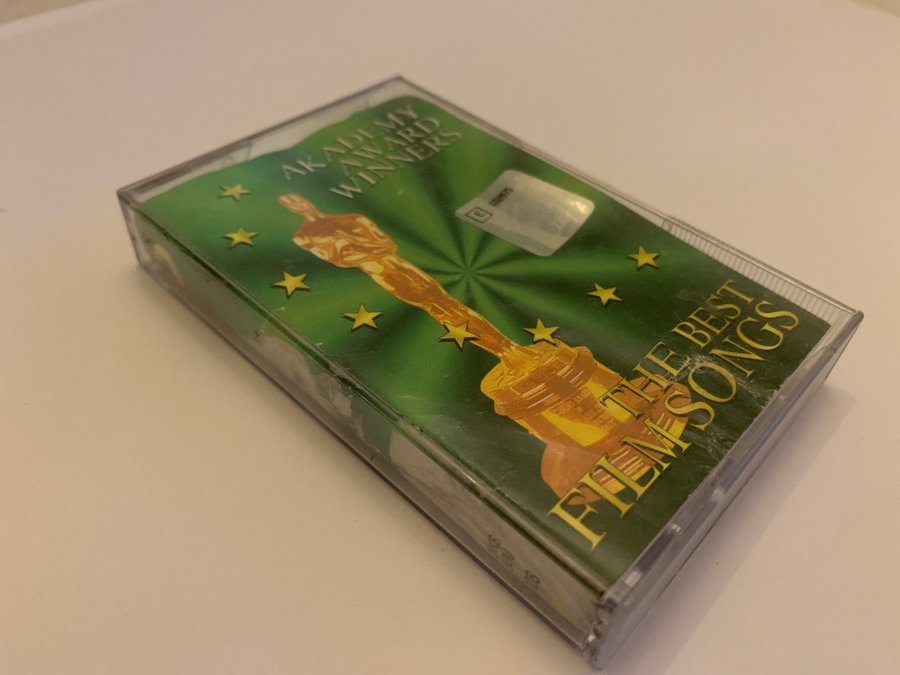 AKADEMY
AWARD
WINNERS
E
THE BEST
FILM SONGS